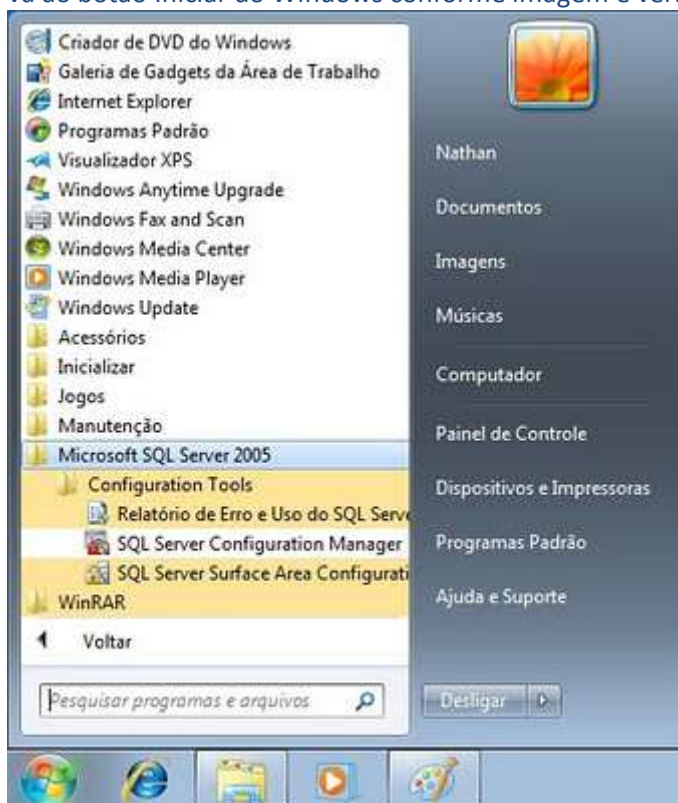 Criador de DVD do Windows
Galeria de Gadgets da Área de Trabalho
Internet Explorer
Programas Padrão
Visualizador XPS
Windows Anytime Upgrade
Windows Fax and Scan
Windows Media Center
Windows Media Player
Windows Update
Acessórios
Inicializar
Jogos
Manutenção
Microsoft SQL Server 2005
Configuration Tools
Relatório de Erro e Uso do SQL Serve
SQL Server Configuration Manager
SQL Server Surface Area Configurati
WinRAR
Voltar
Pesquisar programas e arquivos
Nathan
Documentos
Imagens
Músicas
Computador
Painel de Controle
Dispositivos e Impressoras
Programas Padrão
Ajuda e Suporte
Desligar